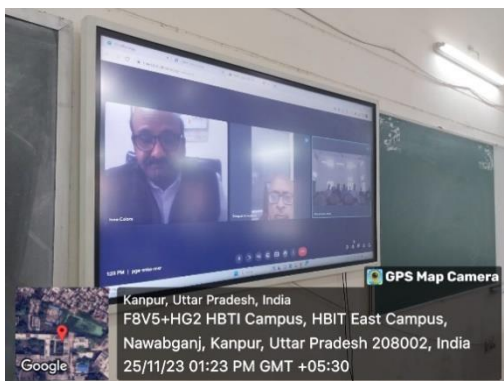 GPS Map Camera
Kanpur, Uttar Pradesh, India
F8V5+HG2 HBTI Campus, HBIT East Campus,
Nawabganj, Kanpur, Uttar Pradesh 208002, India
25/11/23 01:23 PM GMT +05:30
Google